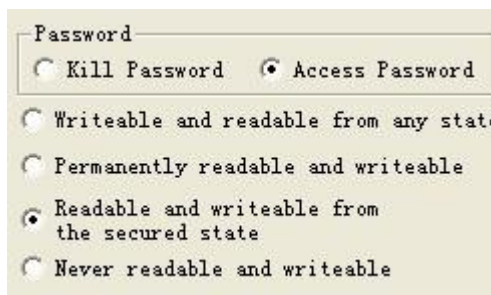 Password
Kill Password Access Password
Writeable and readable from any stat
Permanently readable and writeable
Readable and writeable from
the secured state
Never readable and writeable